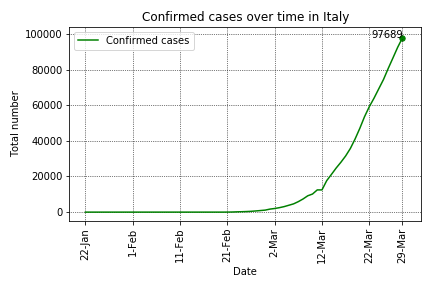 Confirmed cases over time in Italy
Confirmed cases
97689
Total number
100000
80000
60000
40000
20000
0
22-Jan
1-Feb
11-Feb
21-Feb
2-Mar
12-Mar
22-Mar
29-Mar
Date